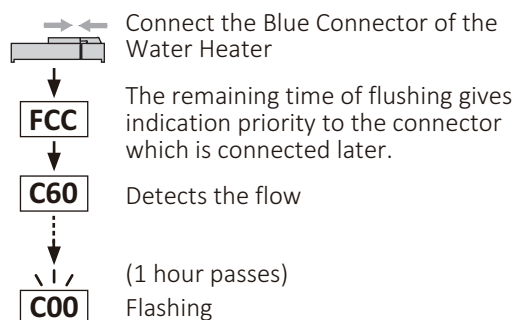 Connect the Blue Connector of the
Water Heater
FCC
The remaining time of flushing gives
indication priority to the connector
which is connected later.
C60
Detects the flow
(1 hour passes)
C00
Flashing